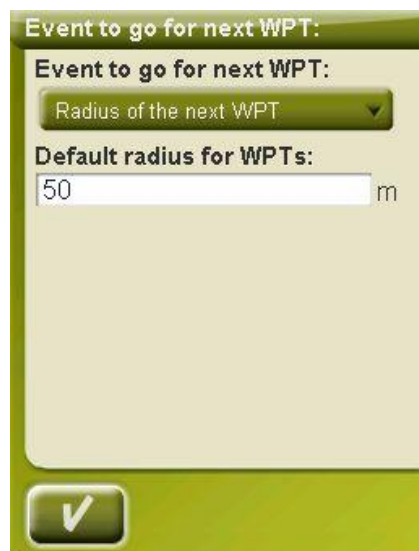 Event to go for next WPT:
Event to go for next WPT:
Radius of the next WPT
Default radius for WPTs:
50 m